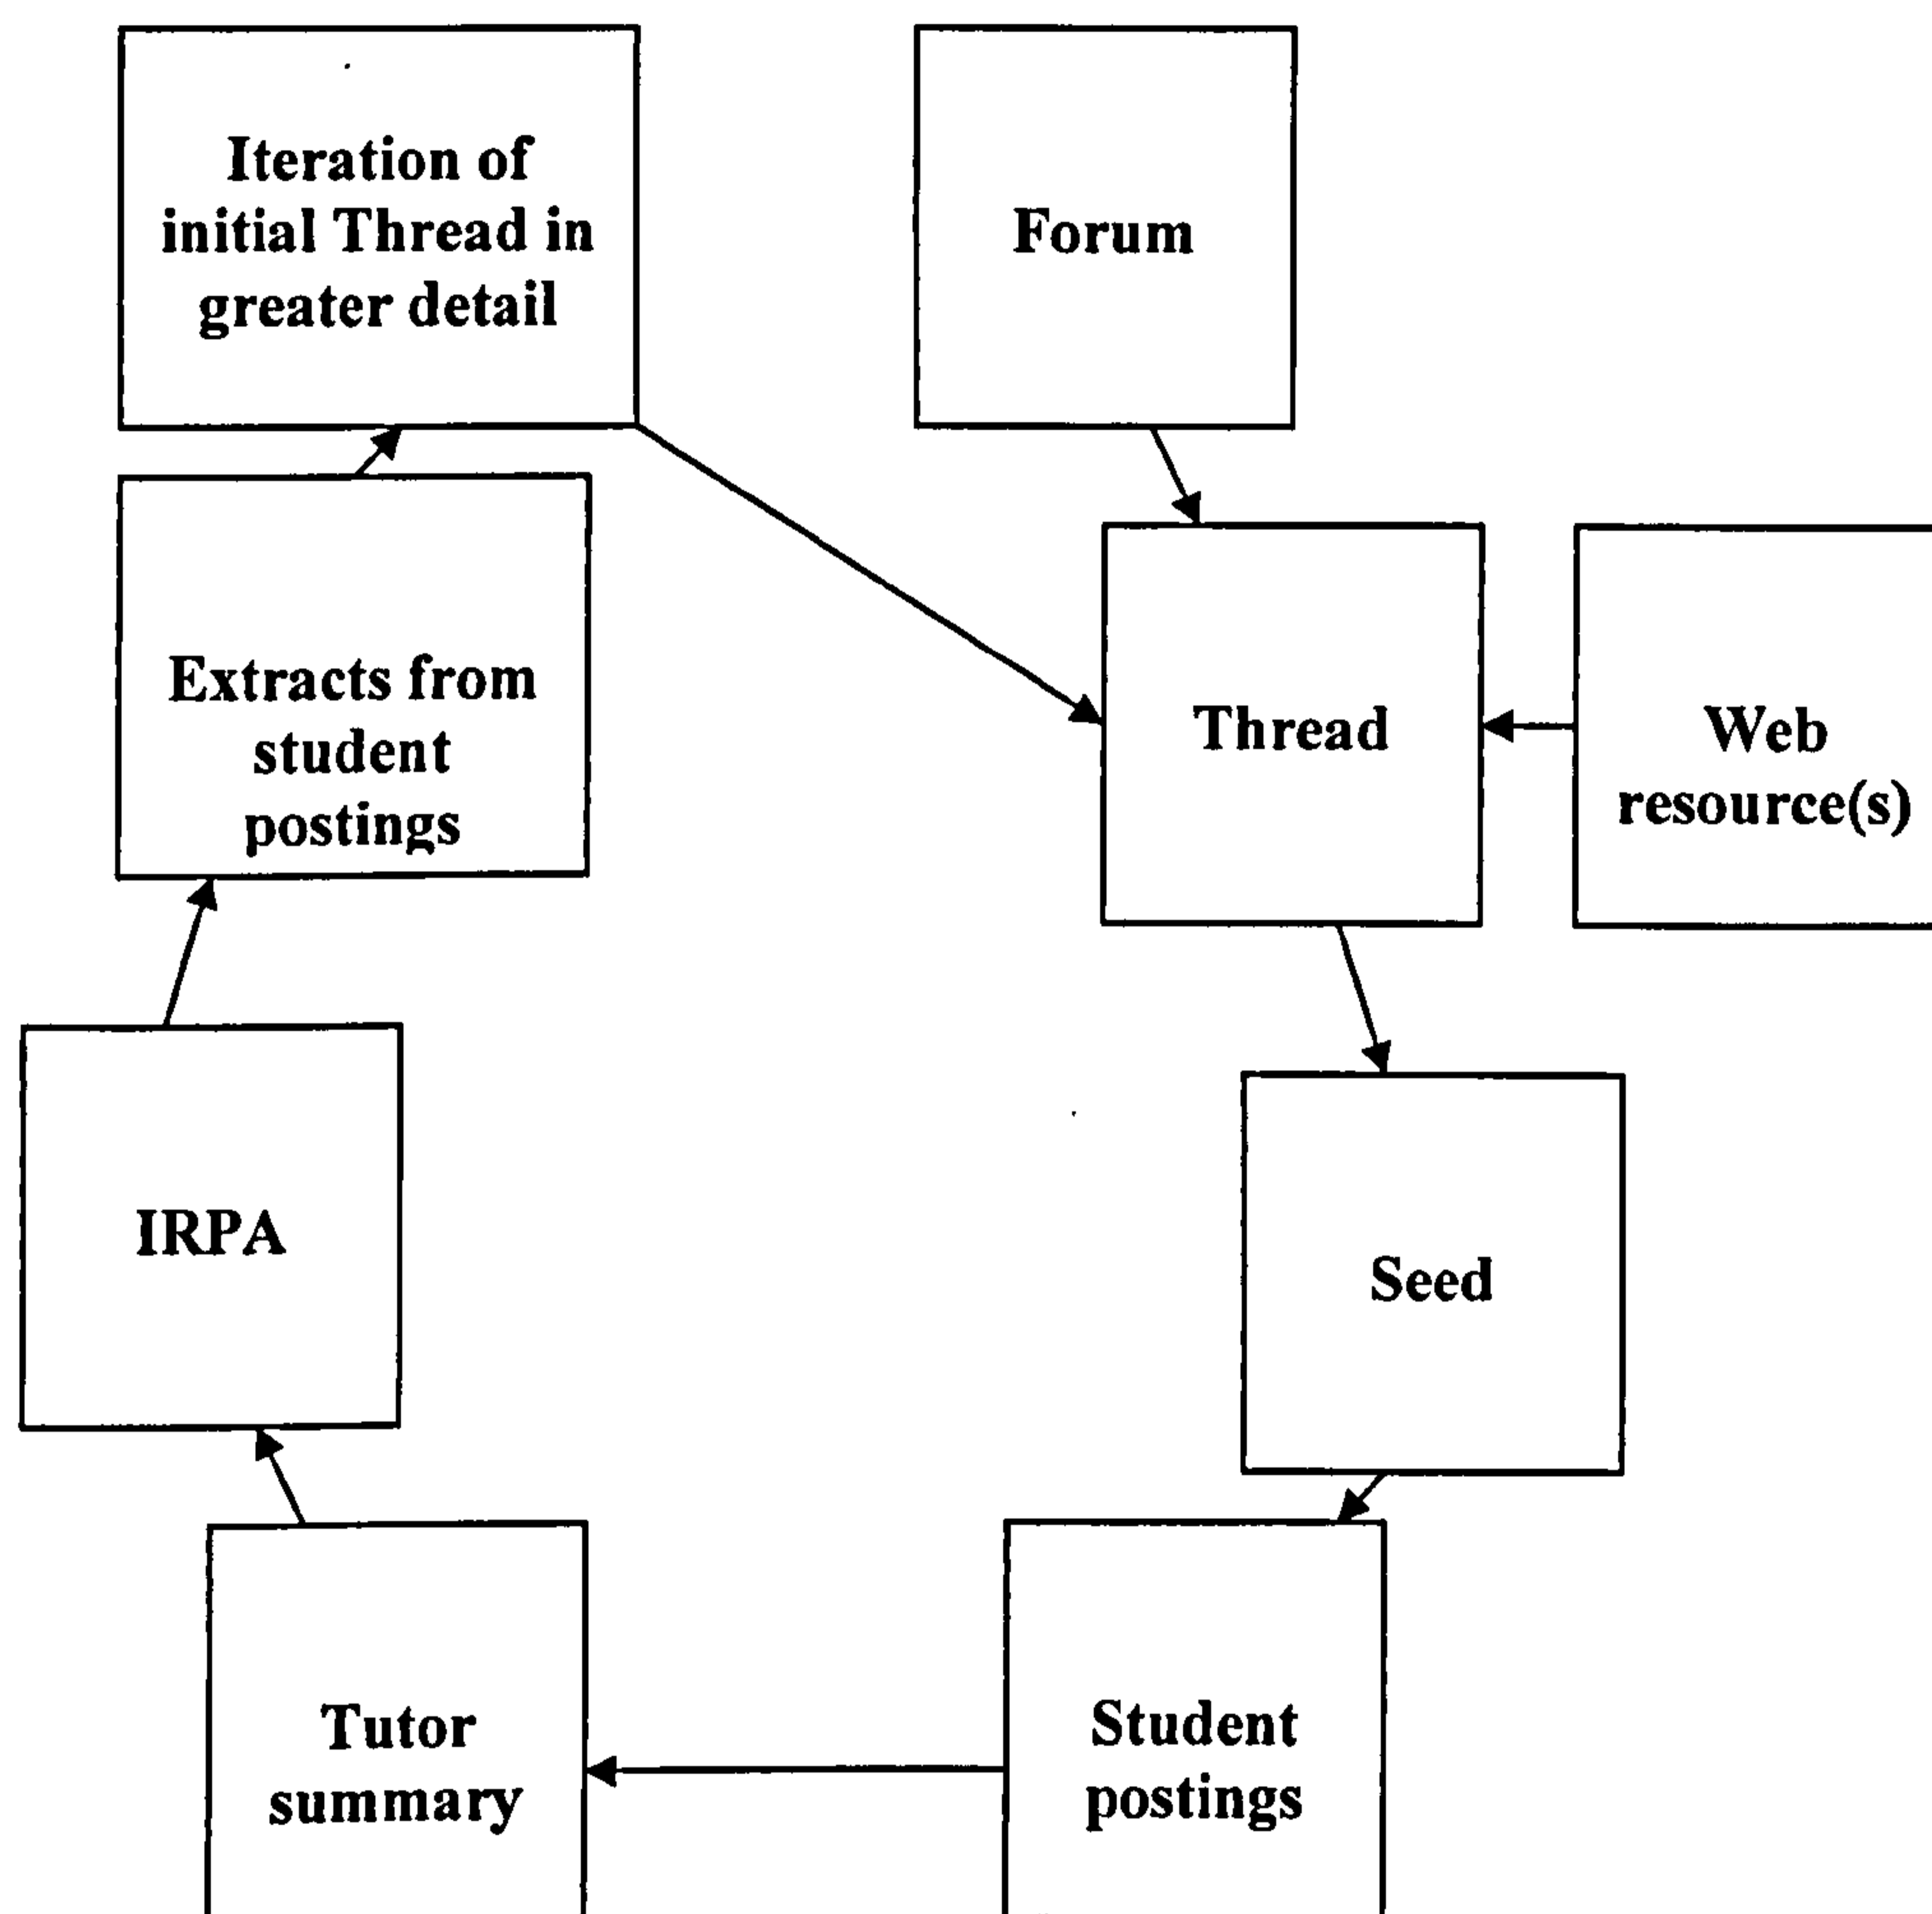 Iteration of
initial Thread in
greater detail
Forum
Extracts from
student
postings
Thread
Web
resource(s)
IRPA
Seed
Tutor
summary
Student
postings